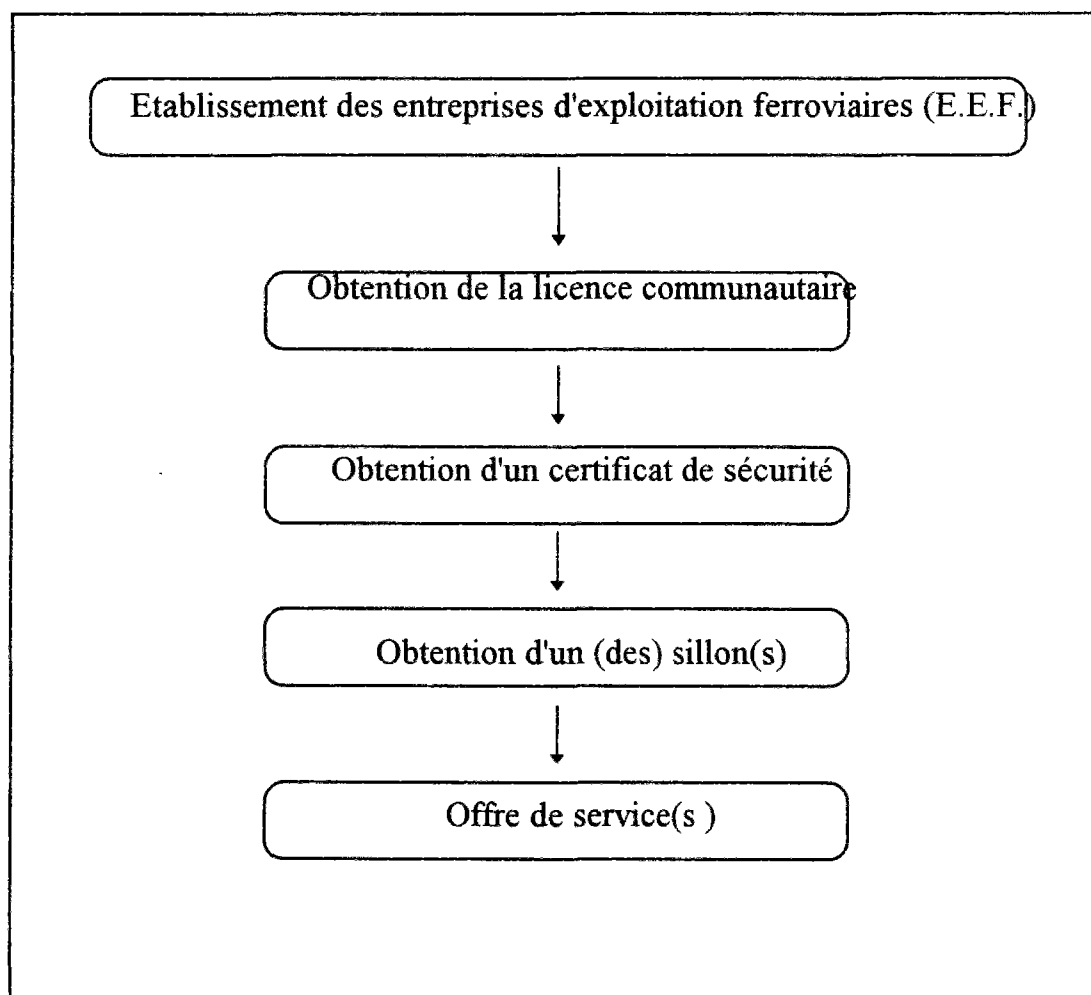 Etablissement des entreprises d'exploitation ferroviaires (E.E.F.)
Obtention de la licence communautaire
Obtention d'un certificat de sécurité
Obtention d'un (des) sillon(s)
Offre de service(s )